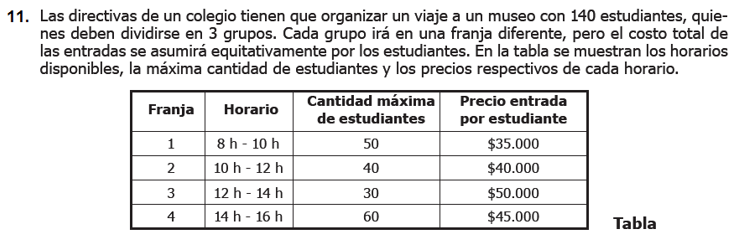 11. Las directivas de un colegio tienen que organizar un viaje a un museo con 140 estudiantes, quie-
nes deben dividirse en 3 grupos. Cada grupo irá en una franja diferente, pero el costo total de
las entradas se asumirá equitativamente por los estudiantes. En la tabla se muestran los horarios
disponibles, la máxima cantidad de estudiantes y los precios respectivos de cada horario.
Franja Horario Cantidad máxima de estudiantes Precio entrada por estudiante
1 8 h - 10 h 50 $35.000
2 10 h - 12 h 40 $40.000
3 12 h - 14 h 30 $50.000
4 14 h - 16 h 60 $45.000
Tabla